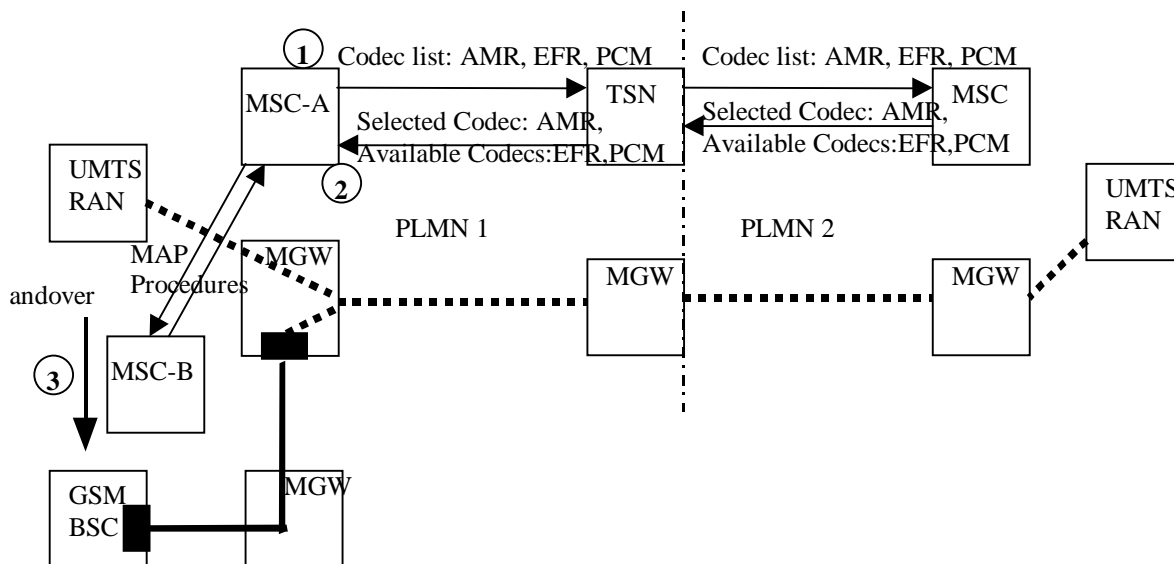 1
Codec list: AMR, EFR, PCM
Codec list: AMR, EFR, PCM
MSC-A
TSN
MSC
Selected Codec: AMR,
Available Codecs:EFR,PCM
Selected Codec: AMR,
Available Codecs:EFR,PCM
2
UMTS
RAN
UMTS
RAN
PLMN 1
PLMN 2
MAP
Procedures
MGW
MGW
MGW
andover
3
MSC-B
GSM
BSC
MGW